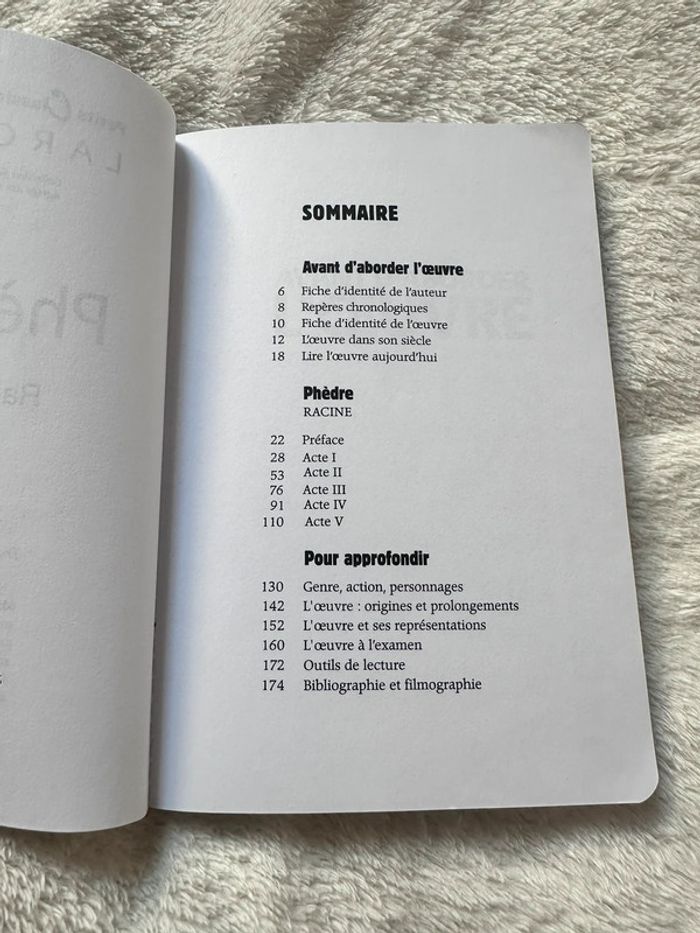 SOMMAIRE
Avant d'aborder l'œuvre
6 Fiche d'identité de l'auteur
8 Repères chronologiques
10 Fiche d'identité de l'œuvre
12 L'œuvre dans son siècle
18 Lire l'œuvre aujourd'hui
Phèdre
RACINE
22 Préface
28 Acte I
53 Acte II
76 Acte III
91 Acte IV
110 Acte V
Pour approfondir
130 Genre, action, personnages
142 L'œuvre : origines et prolongements
152 L'œuvre et ses représentations
160 L'œuvre à l'examen
172 Outils de lecture
174 Bibliographie et filmographie